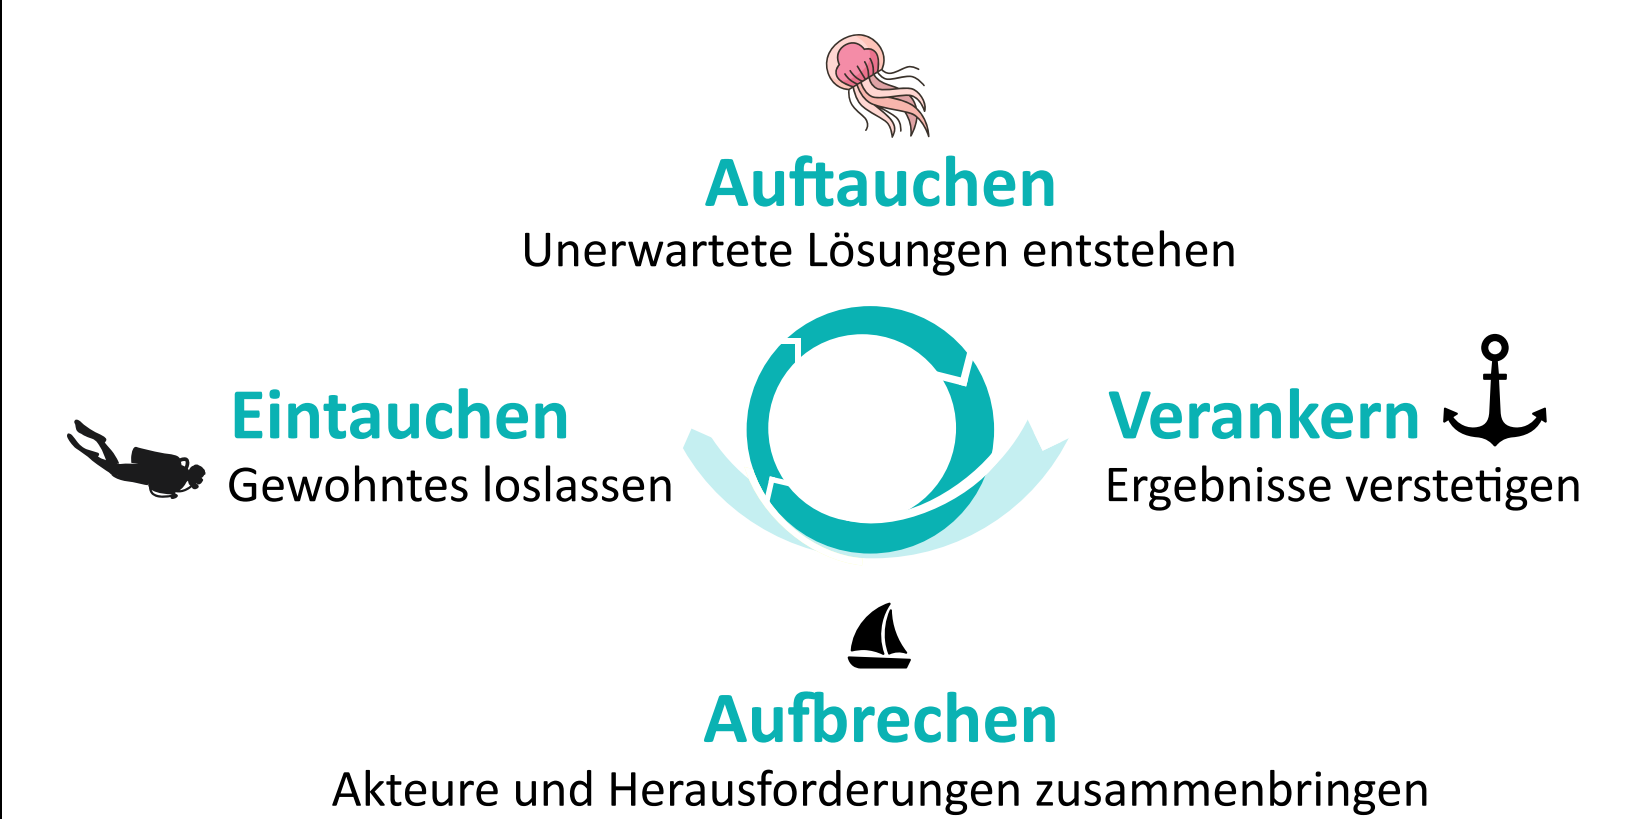 Auftauchen
Unerwartete Lösungen entstehen
Eintauchen
Gewohntes loslassen
Verankern
Ergebnisse verstetigen
Aufbrechen
Akteure und Herausforderungen zusammenbringen